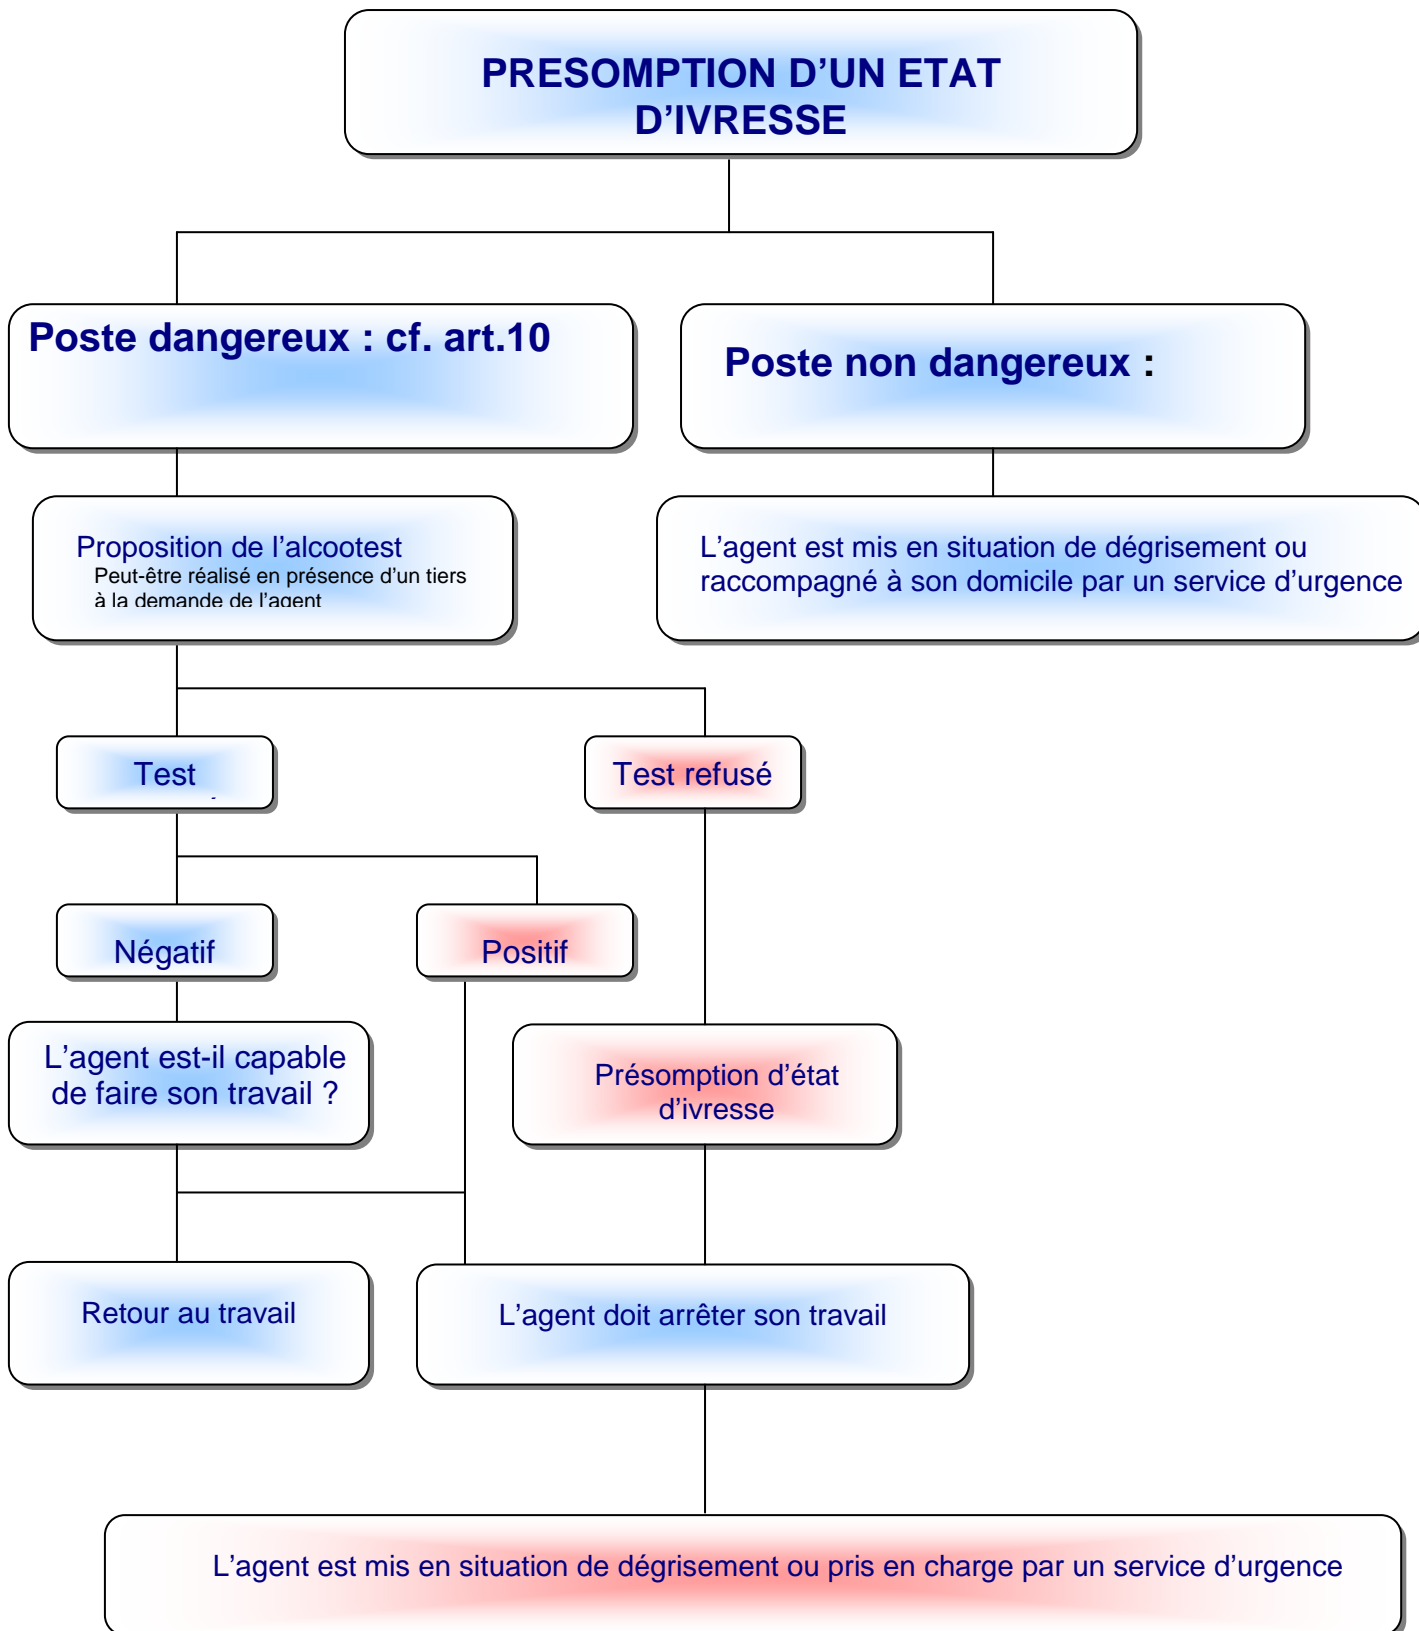 PRESOMPTION D’UN ETAT
D’IVRESSE
Poste dangereux : cf. art.10
Poste non dangereux :
Proposition de l’alcootest
Peut-être réalisé en présence d’un tiers
à la demande de l’agent
L’agent est mis en situation de dégrisement ou
raccompagné à son domicile par un service d’urgence
Test
Test refusé
Négatif
Positif
L’agent est-il capable
de faire son travail ?
Présomption d’état
d’ivresse
Retour au travail
L’agent doit arrêter son travail
L’agent est mis en situation de dégrisement ou pris en charge par un service d’urgence